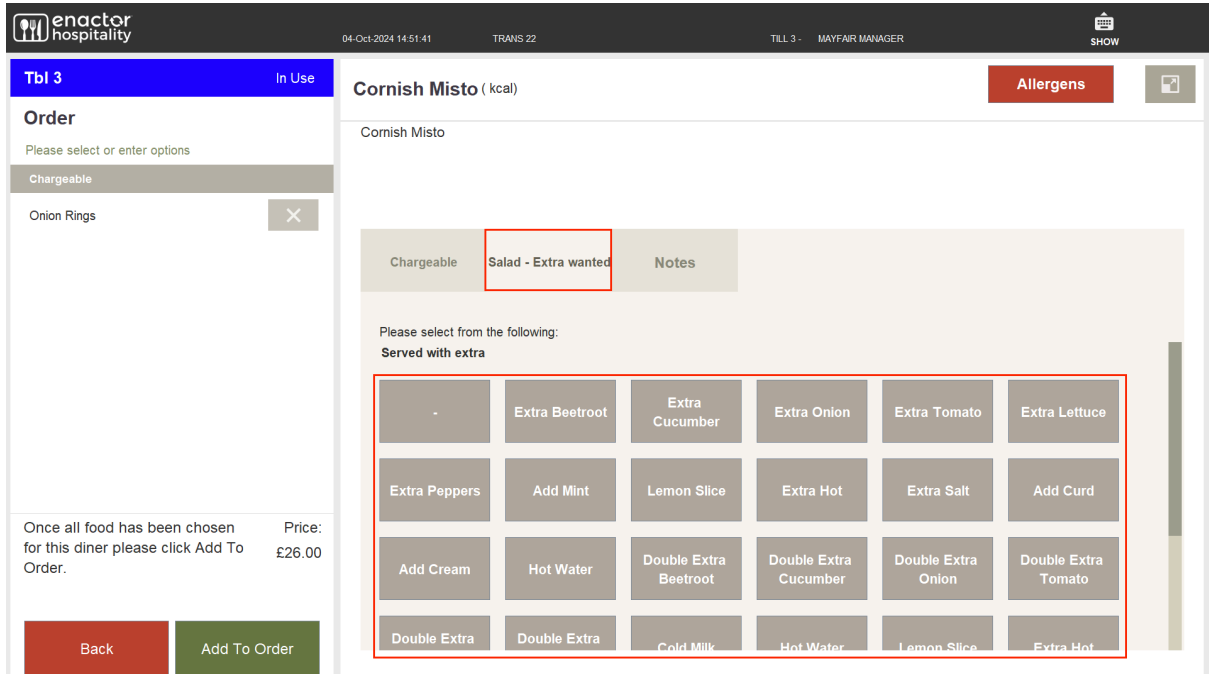 enactor
hospitality
04-Oct-2024 14:51:41 TRANS 22 TILL 3 - MAYFAIR MANAGER SHOW
Tbl 3 In Use
Order
Please select or enter options
Chargeable
Onion Rings
Once all food has been chosen
for this diner please click Add To
Order.
Price:
£26.00
Back Add To Order
Cornish Misto ( kcal) Allergens
Cornish Misto
Chargeable Salad - Extra wanted Notes
Please select from the following:
Served with extra
- Extra Beetroot Extra Cucumber Extra Onion Extra Tomato Extra Lettuce
Extra Peppers Add Mint Lemon Slice Extra Hot Extra Salt Add Curd
Add Cream Hot Water Double Extra Beetroot Double Extra Cucumber Double Extra Onion Double Extra Tomato
Double Extra Double Extra Cold Milk Hot Water Lemon Slice Extra Hot